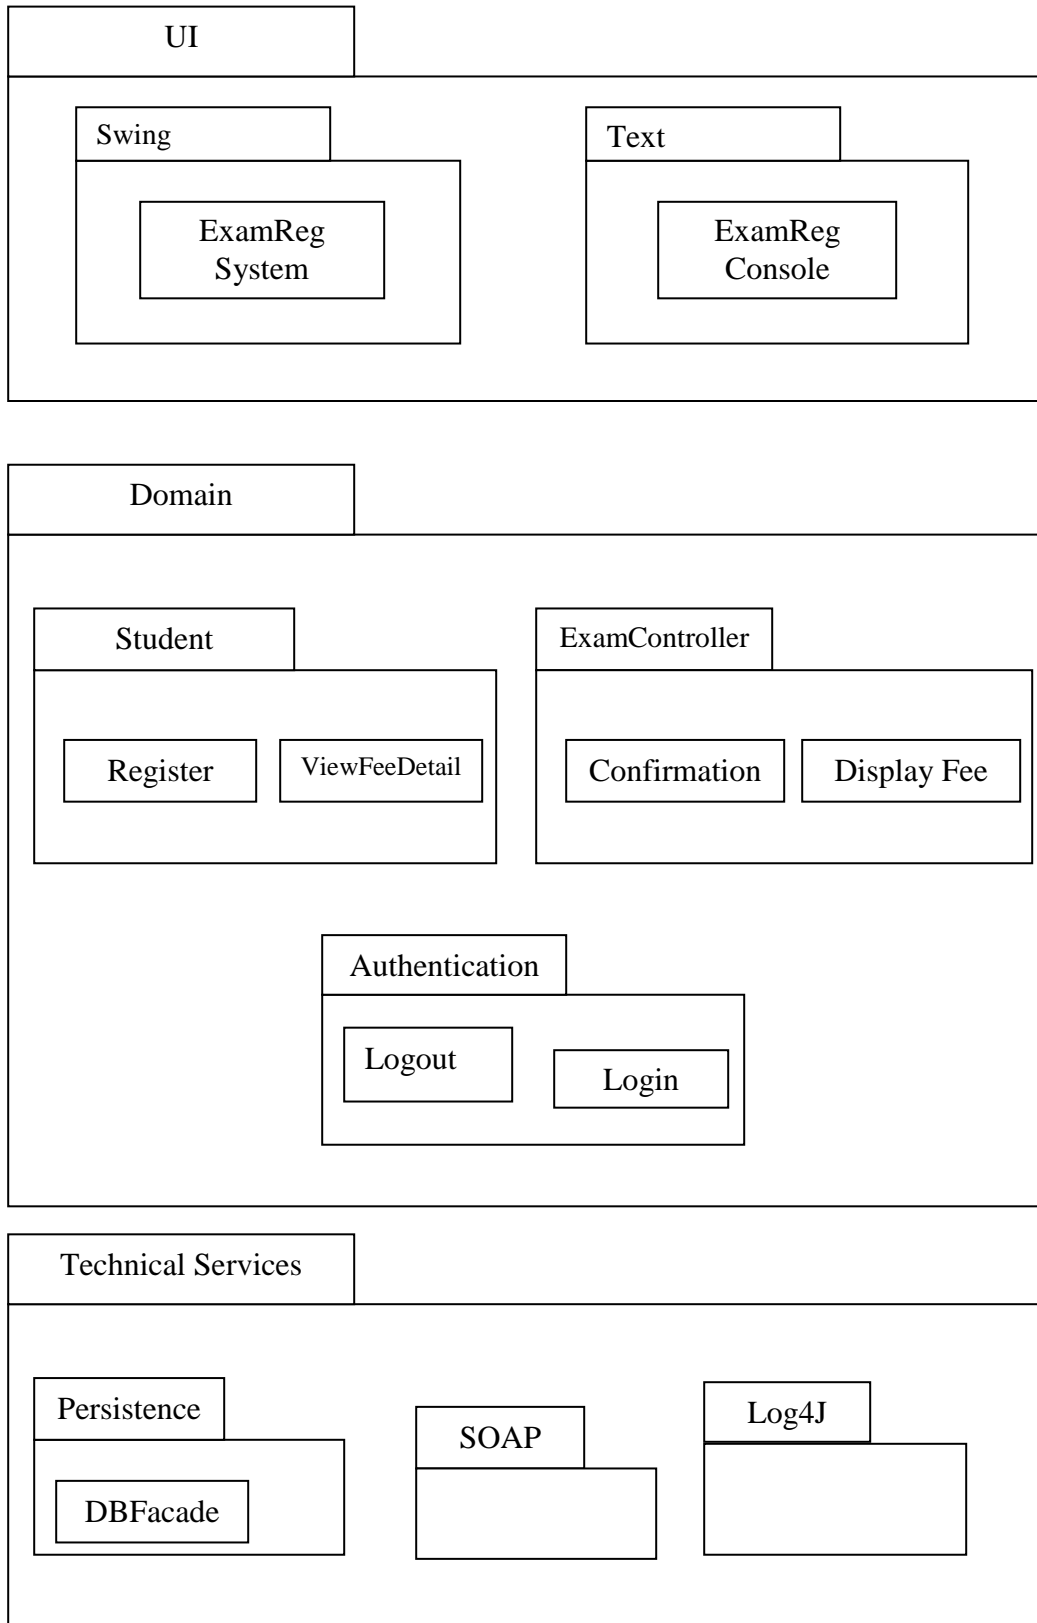 UI
Swing
Text
ExamReg
System
ExamReg
Console
Domain
Student
ExamController
Register
ViewFeeDetail
Confirmation
Display Fee
Authentication
Logout
Login
Technical Services
Persistence
SOAP
Log4J
DBFacade